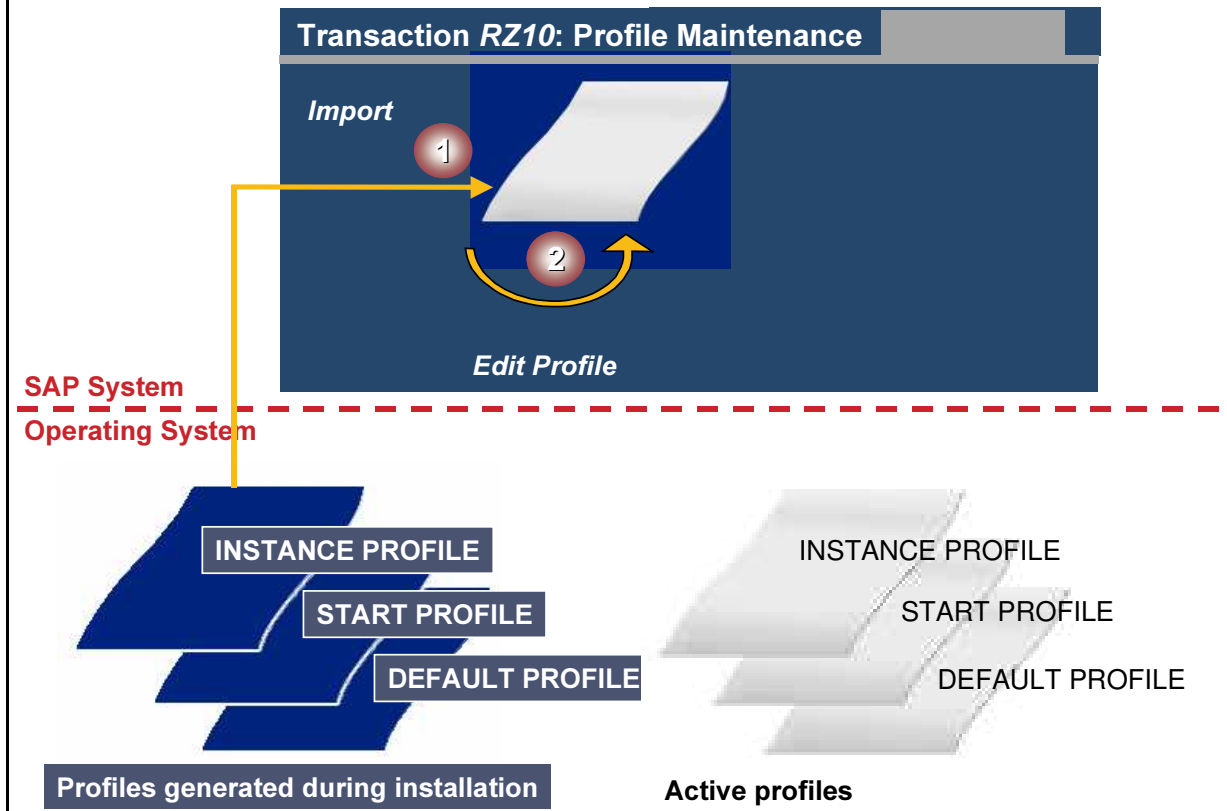 Transaction RZ10: Profile Maintenance
Import
1
2
Edit Profile
SAP System
Operating System
INSTANCE PROFILE
START PROFILE
DEFAULT PROFILE
Profiles generated during installation
INSTANCE PROFILE
START PROFILE
DEFAULT PROFILE
Active profiles